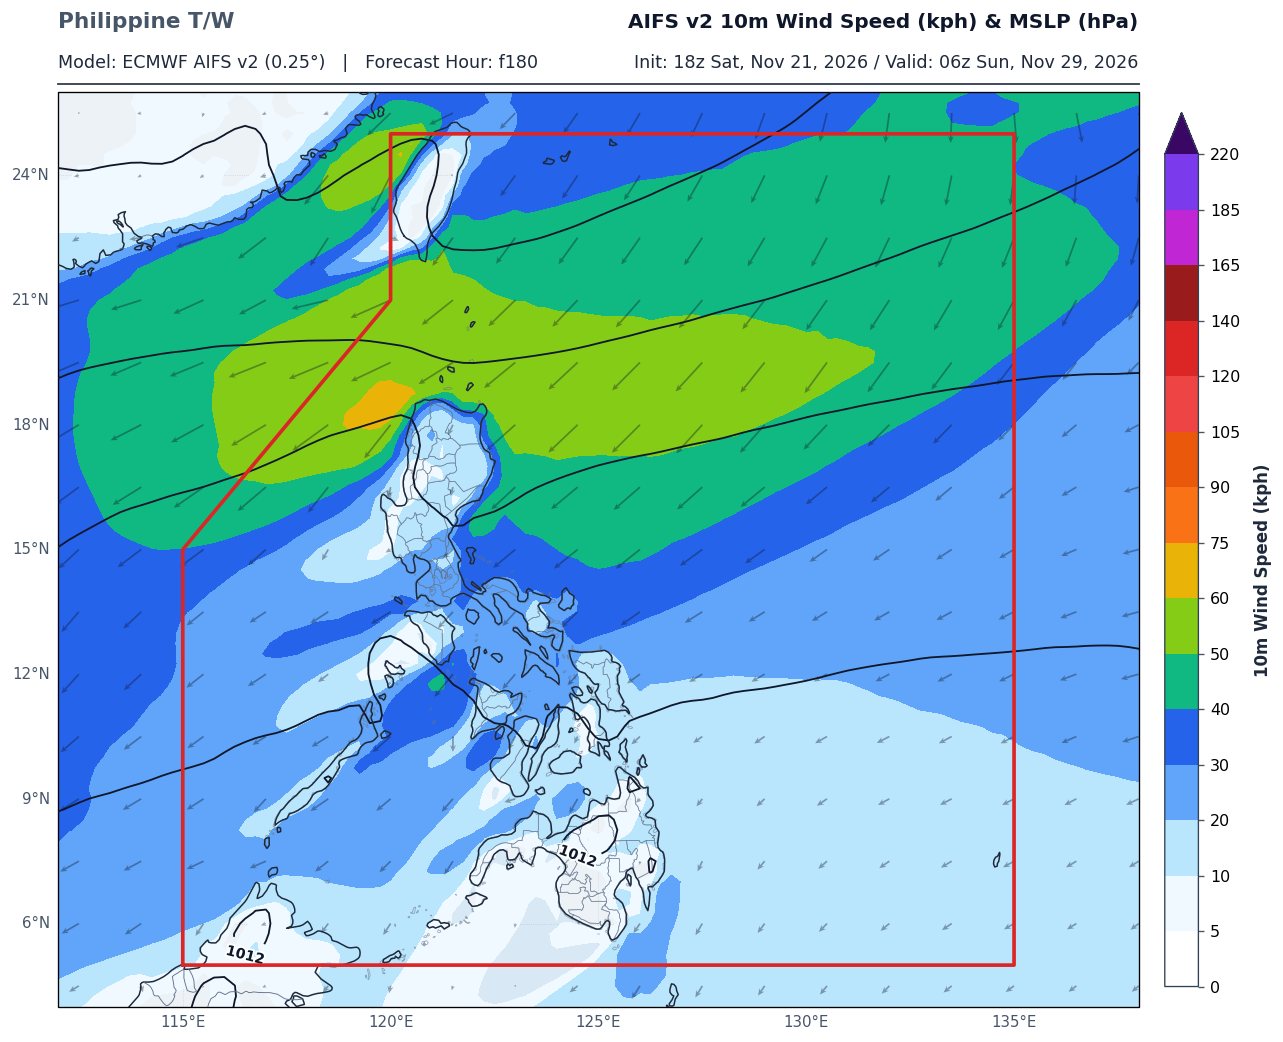 Philippine T/W
AIFS v2 10m Wind Speed (kph) & MSLP (hPa)
Model: ECMWF AIFS v2 (0.25°) | Forecast Hour: f180
Init: 18z Sat, Nov 21, 2026 / Valid: 06z Sun, Nov 29, 2026
24°N
21°N
18°N
15°N
12°N
9°N
6°N
115°E
120°E
125°E
130°E
135°E
1012
1012
220
185
165
140
120
105
90
75
60
50
40
30
20
10
5
0
10m Wind Speed (kph)